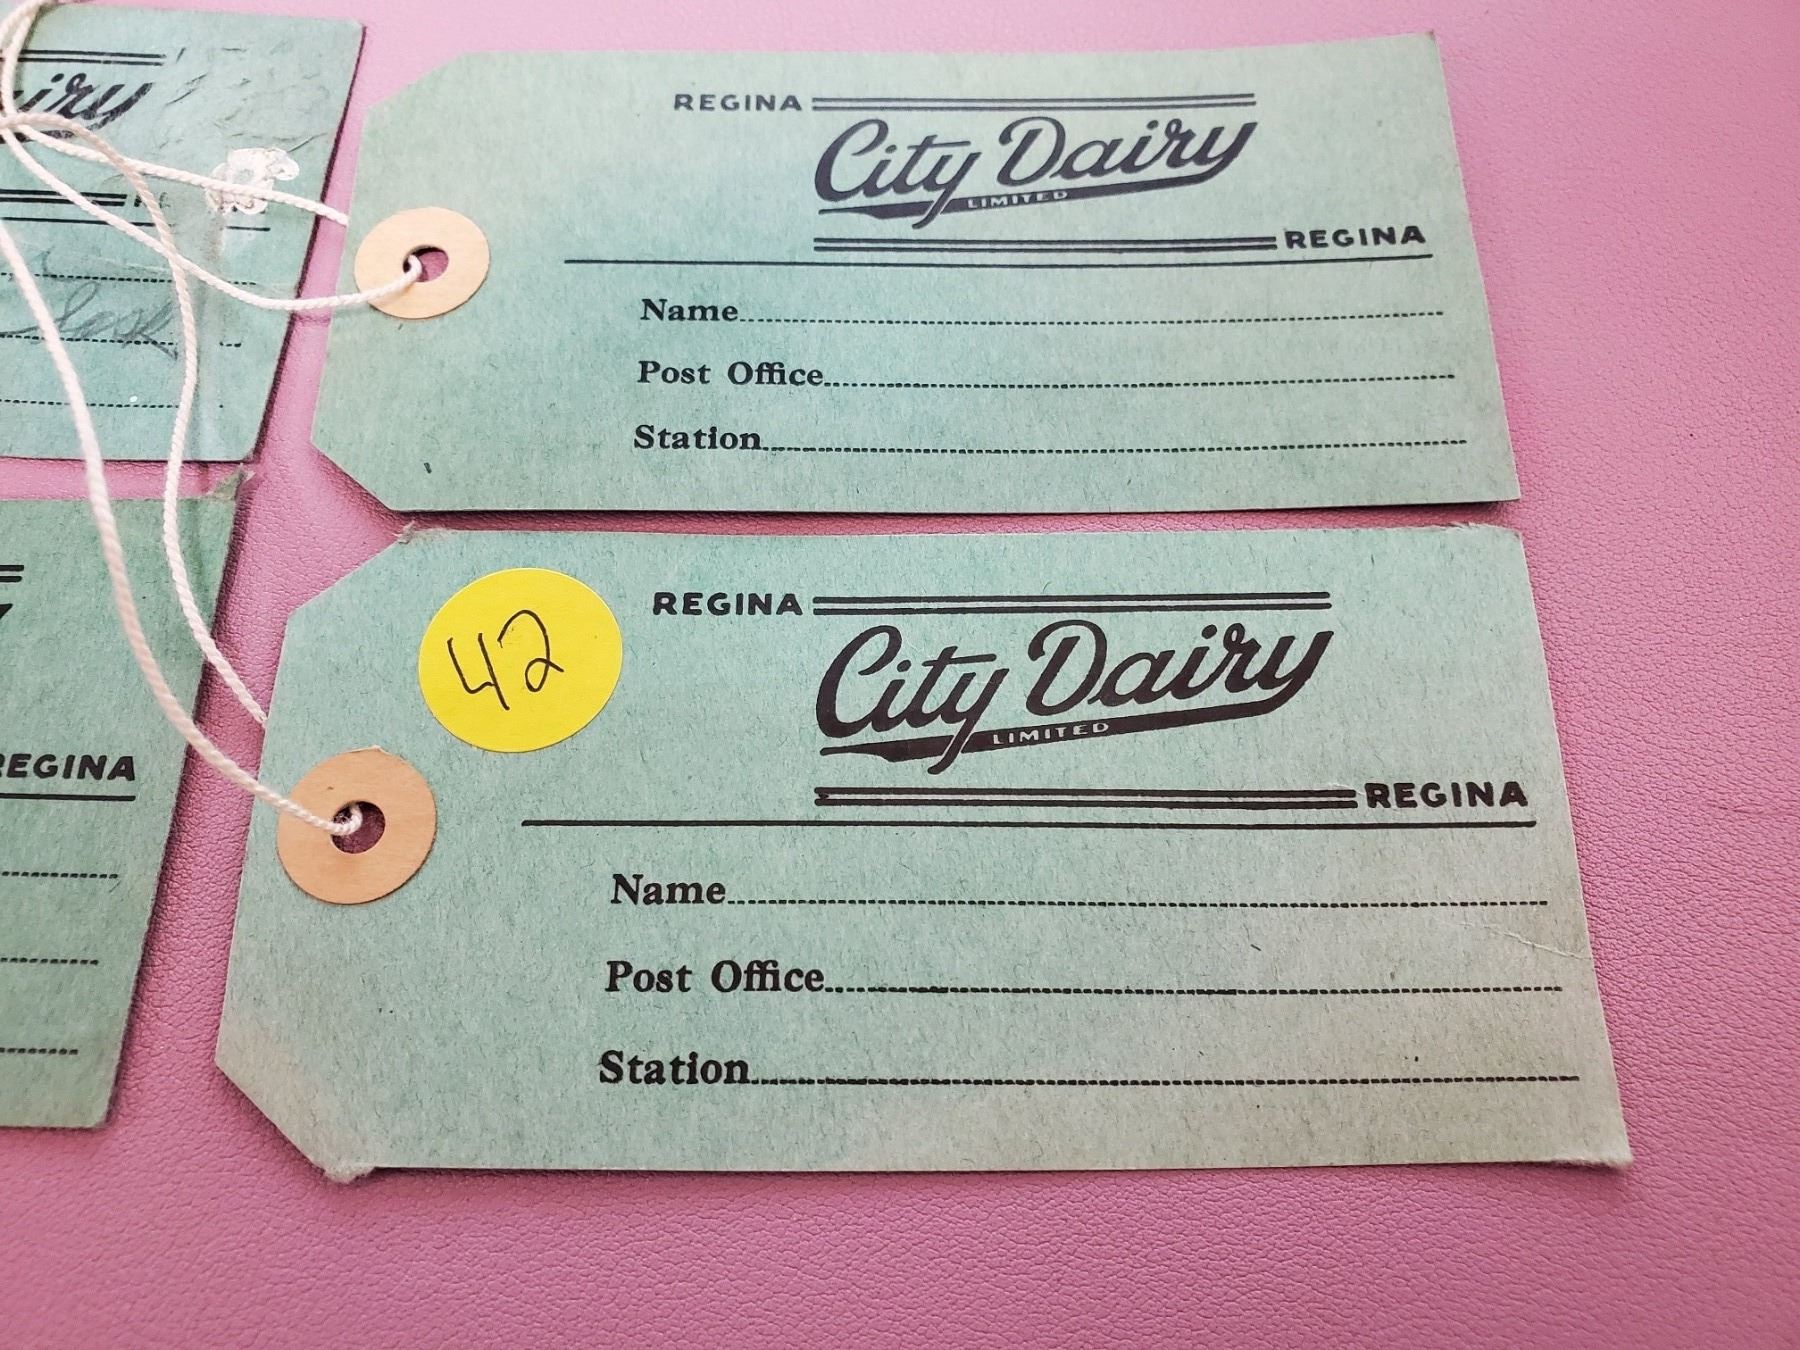 REGINA
City Dairy
LIMITED
REGINA
Name
Post Office
Station
42
REGINA
City Dairy
LIMITED
REGINA
Name
Post Office
Station
REGINA